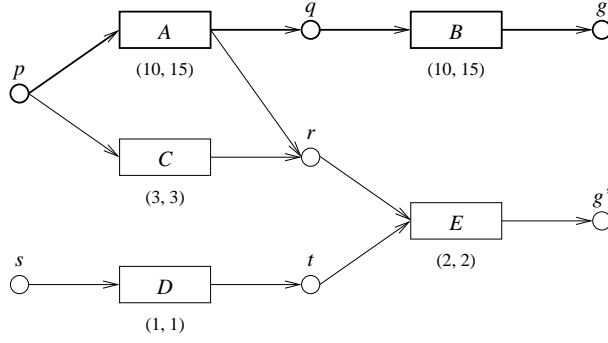 q
g
A
B
p
(10, 15)
(10, 15)
r
C
g'
(3, 3)
E
s
t
(2, 2)
D
(1, 1)